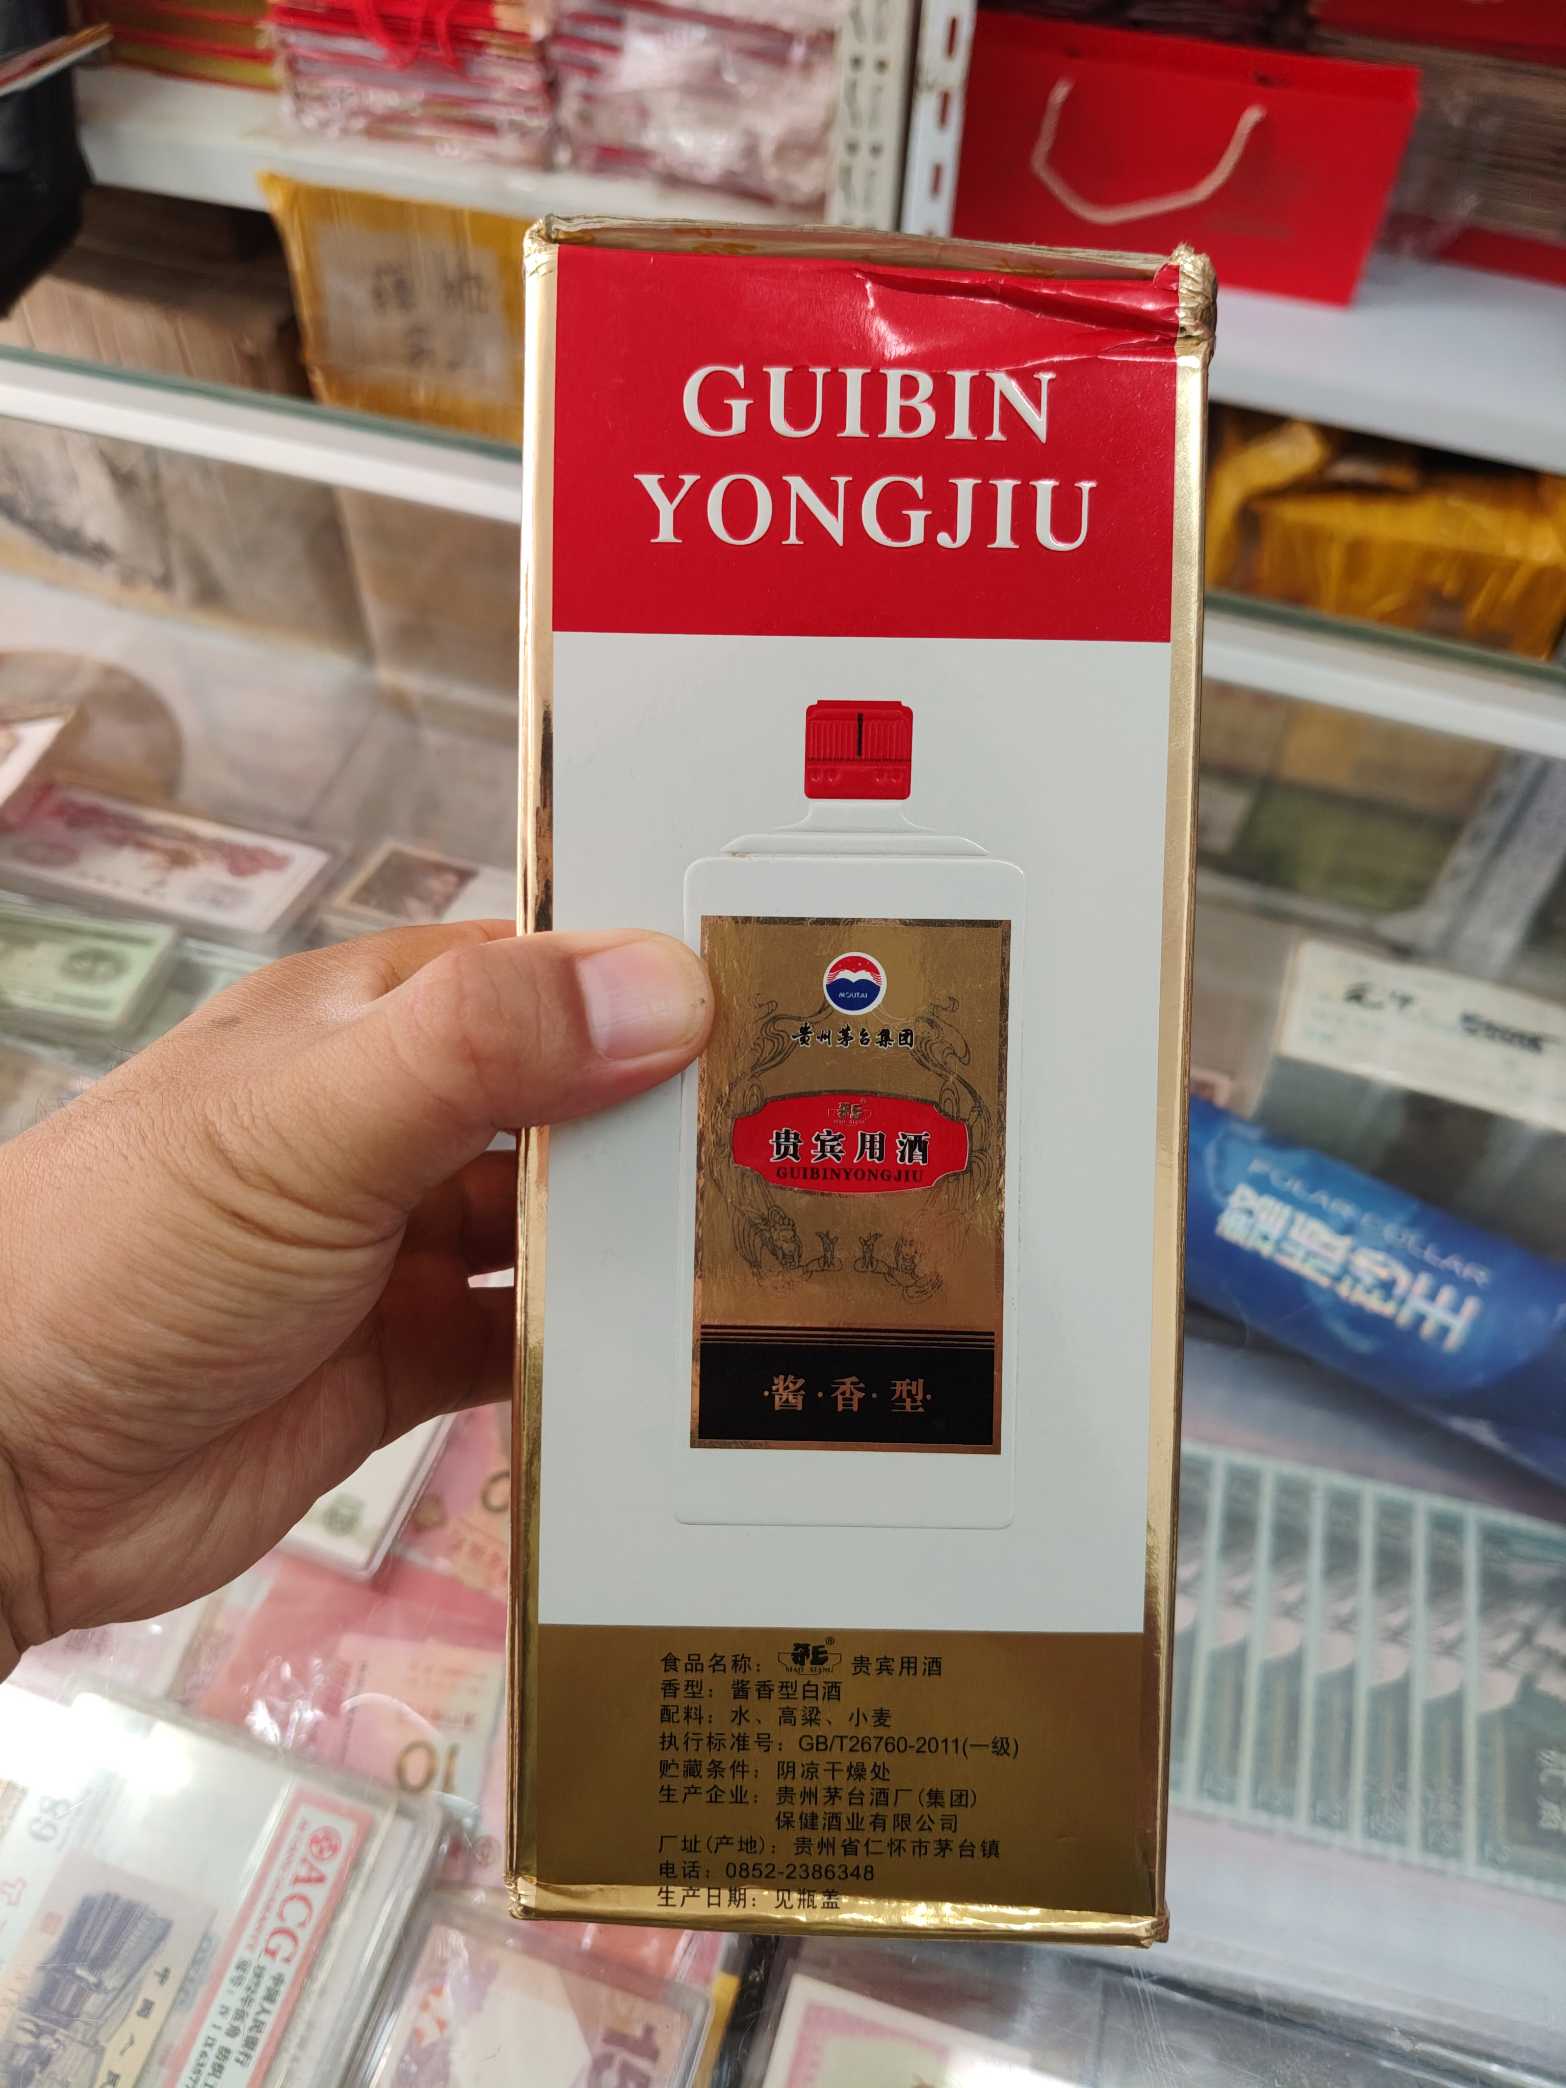 GUIBIN
YONGJIU
MOUTAI
贵州茅台集团
贵宾用酒
GUIBINYONGJIU
·酱·香·型·
食品名称： 贵宾用酒
香型：酱香型白酒
配料：水、高粱、小麦
执行标准号：GB/T26760-2011(一级)
贮藏条件：阴凉干燥处
生产企业：贵州茅台酒厂(集团)
保健酒业有限公司
厂址(产地)：贵州省仁怀市茅台镇
电话：0852-2386348
生产日期：见瓶盖
POLAR COLLAR
ACG
10